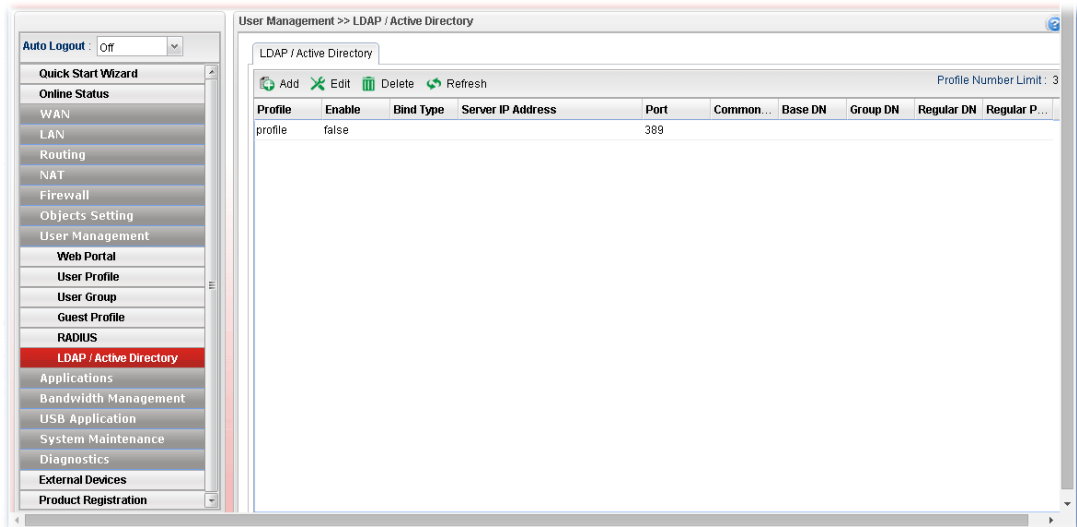 User Management >> LDAP / Active Directory
Auto Logout : Off
Quick Start Wizard
Online Status
WAN
LAN
Routing
NAT
Firewall
Objects Setting
User Management
Web Portal
User Profile
User Group
Guest Profile
RADIUS
LDAP / Active Directory
Applications
Bandwidth Management
USB Application
System Maintenance
Diagnostics
External Devices
Product Registration
LDAP / Active Directory
Add Edit Delete Refresh Profile Number Limit : 3
Profile Enable Bind Type Server IP Address Port Common... Base DN Group DN Regular DN Regular P...
profile false 389